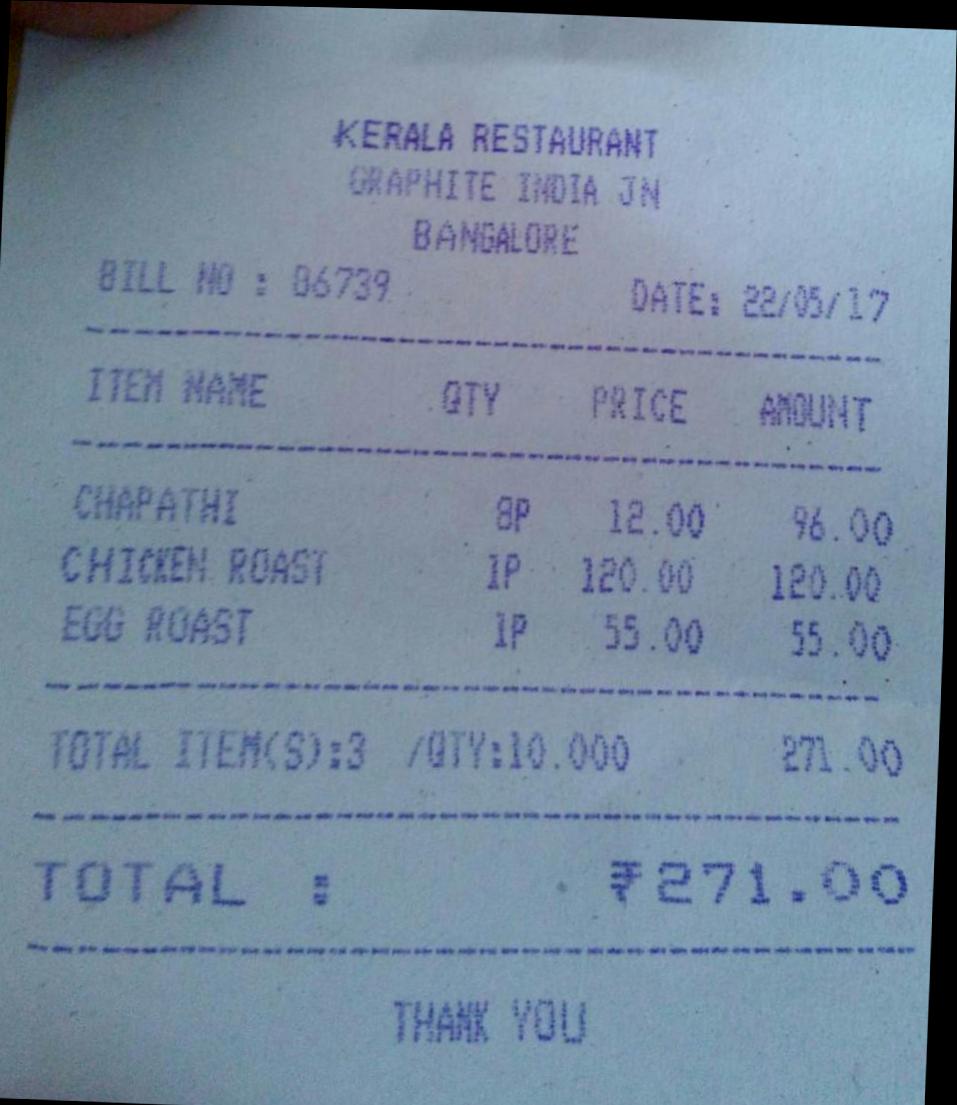 KERALA RESTAURANT
GRAPHITE INDIA JN
BANGALORE
BILL NO : 06739 DATE: 22/05/17
ITEM NAME QTY PRICE AMOUNT
CHAPATHI 8P 12.00 96.00
CHICKEN ROAST 1P 120.00 120.00
EGG ROAST 1P 55.00 55.00
TOTAL ITEM(S):3 /QTY:10.000 271.00
TOTAL : ₹271.00
THANK YOU